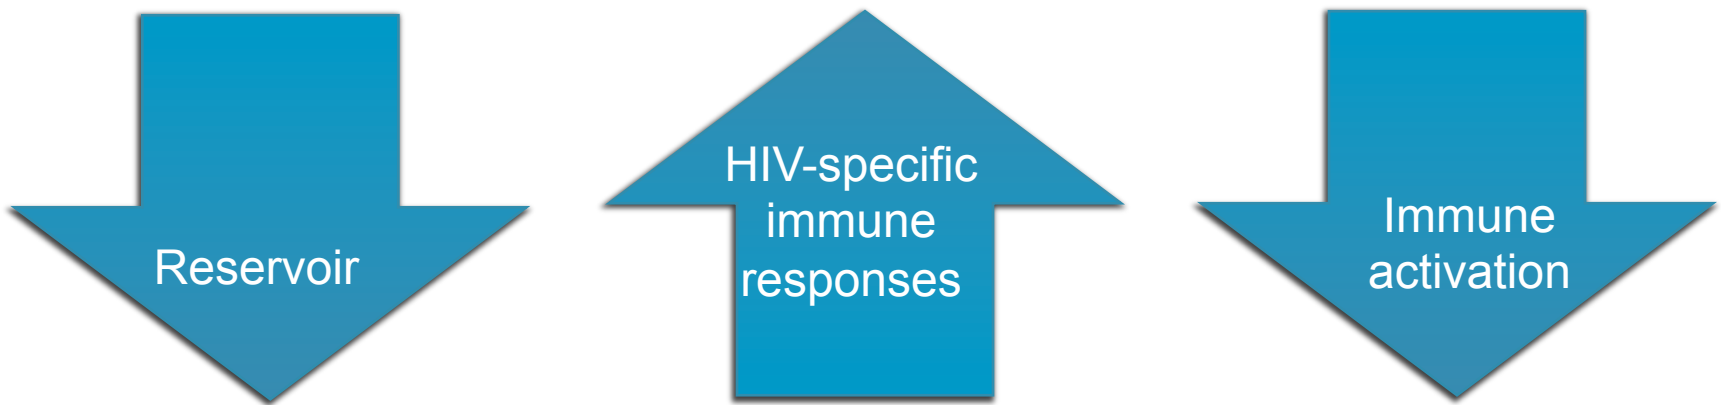 Reservoir
HIV-specific
immune
responses
Immune
activation